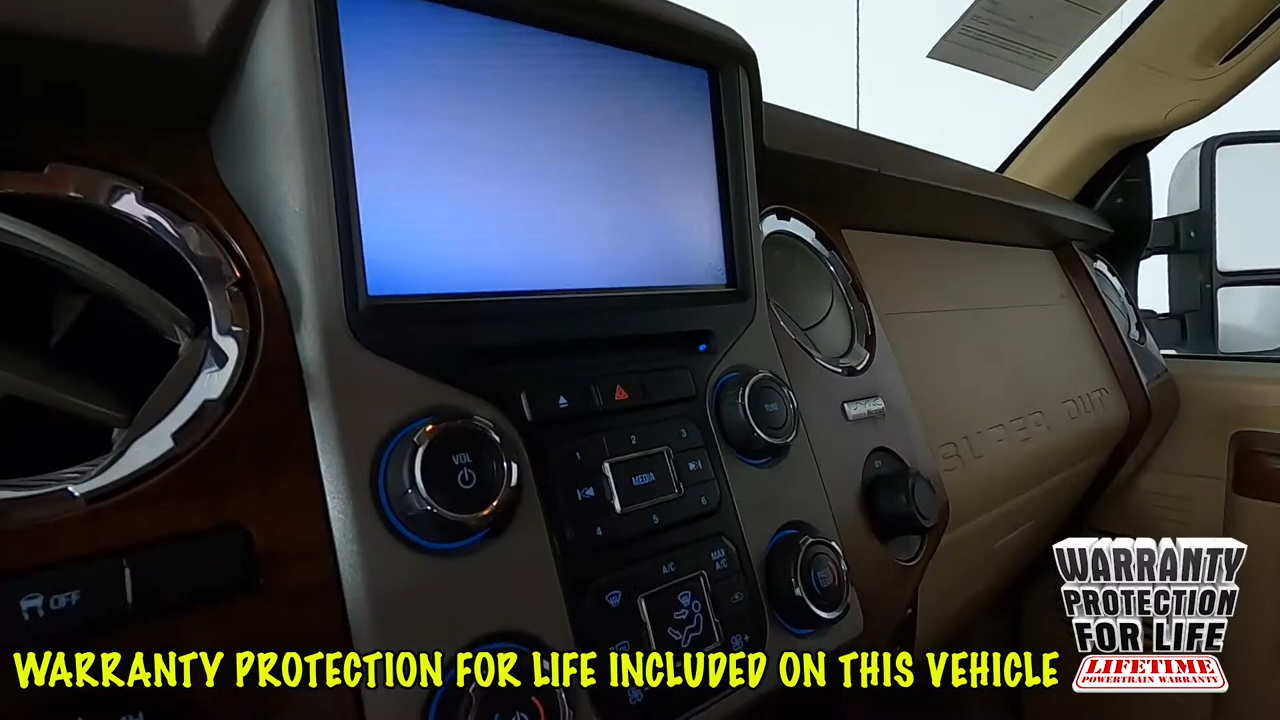 VOL
TUNE
1 2 3
MEDIA
4 5 6
SUPER DUTY
A/C
MAX
A/C
OFF
WARRANTY PROTECTION FOR LIFE INCLUDED ON THIS VEHICLE
WARRANTY
PROTECTION
FOR LIFE
LIFETIME
POWERTRAIN WARRANTY